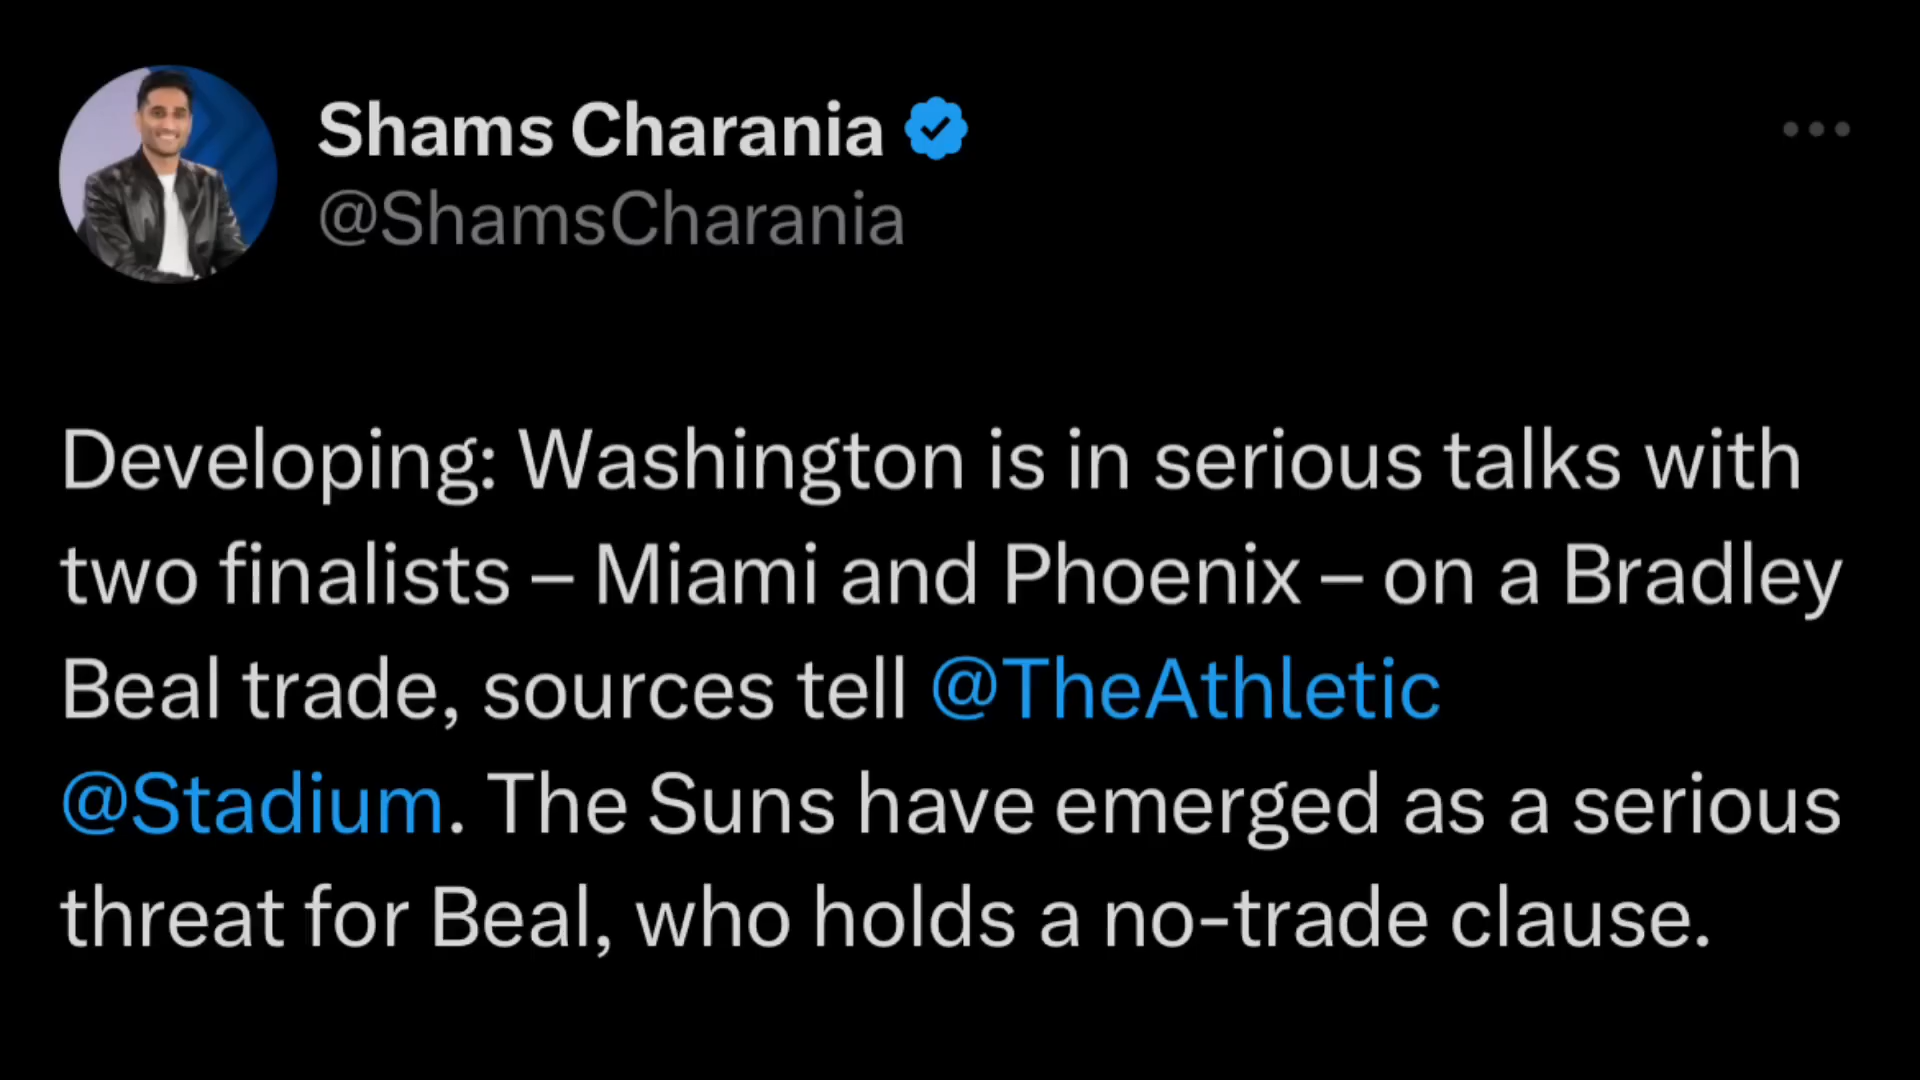 Shams Charania
@ShamsCharania
Developing: Washington is in serious talks with
two finalists – Miami and Phoenix – on a Bradley
Beal trade, sources tell @TheAthletic
@Stadium. The Suns have emerged as a serious
threat for Beal, who holds a no-trade clause.